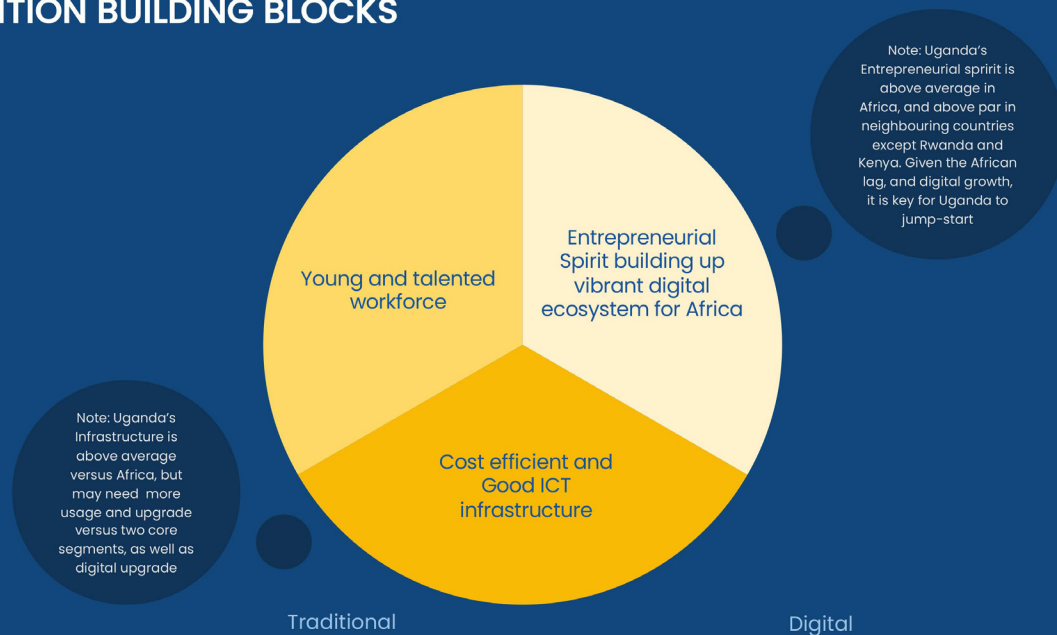 ITION BUILDING BLOCKS
Note: Uganda's
Entrepreneurial spririt is
above average in
Africa, and above par in
neighbouring countries
except Rwanda and
Kenya. Given the African
lag, and digital growth,
it is key for Uganda to
jump-start
Entrepreneurial
Spirit building up
vibrant digital
ecosystem for Africa
Young and talented
workforce
Note: Uganda's
Infrastructure is
above average
versus Africa, but
may need more
usage and upgrade
versus two core
segments, as well as
digital upgrade
Cost efficient and
Good ICT
infrastructure
Traditional
Digital